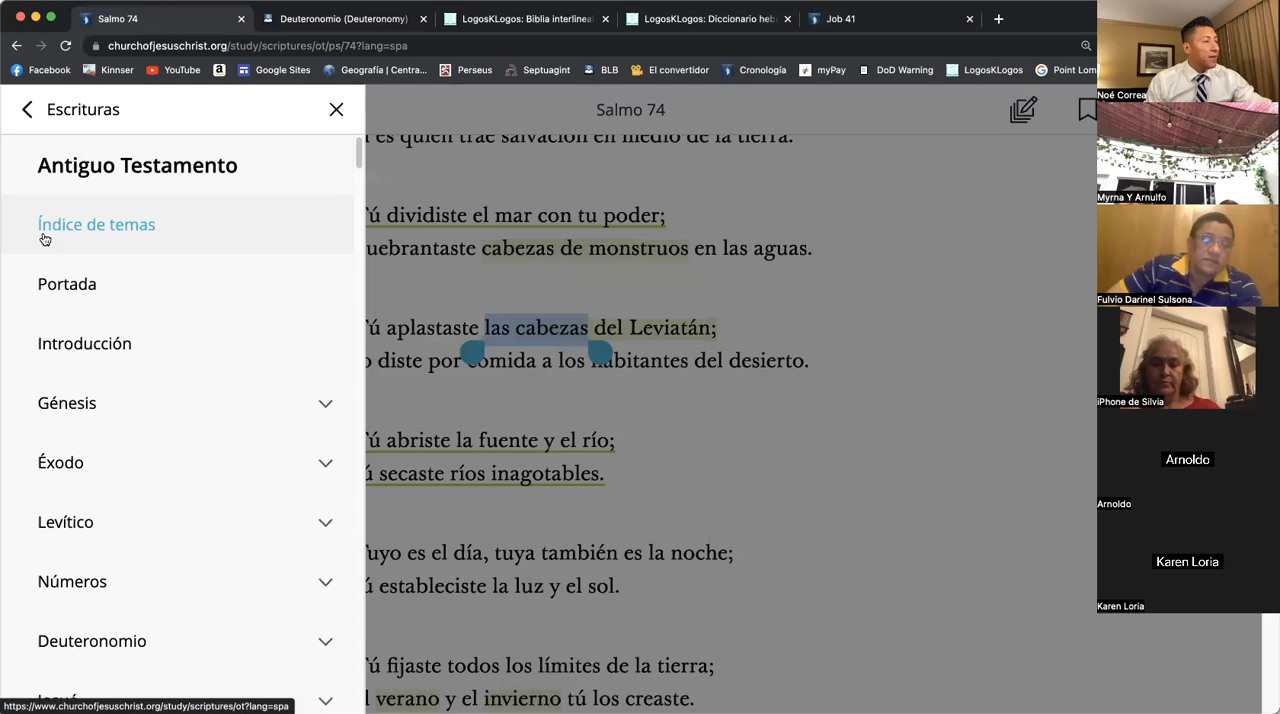 Salmo 74
Deuteronomio (Deuteronomy)
LogosKLogos: Biblia interlineal
LogosKLogos: Diccionario heb
Job 41
churchofjesuschrist.org/study/scriptures/ot/ps/74?lang=spa
Facebook
Kinnser
YouTube
Google Sites
Geografía | Centra...
Perseus
Septuagint
BLB
El convertidor
Cronología
myPay
DoD Warning
LogosKLogos
Point Lom
Escrituras
Salmo 74
Antiguo Testamento
Índice de temas
Portada
Introducción
Génesis
Éxodo
Levítico
Números
Deuteronomio
es quien trae salvación en medio de la tierra.
Tú dividiste el mar con tu poder;
uebrantaste cabezas de monstruos en las aguas.
Tú aplastaste las cabezas del Leviatán;
o diste por comida a los habitantes del desierto.
Tú abriste la fuente y el río;
ú secaste ríos inagotables.
Tuyo es el día, tuya también es la noche;
ú estableciste la luz y el sol.
Tú fijaste todos los límites de la tierra;
l verano y el invierno tú los creaste.
https://www.churchofjesuschrist.org/study/scriptures/ot?lang=spa
Noé Correa
Myrna Y Arnulfo
Fulvio Darinel Sulsona
iPhone de Silvia
Arnoldo
Arnoldo
Karen Loria
Karen Loria